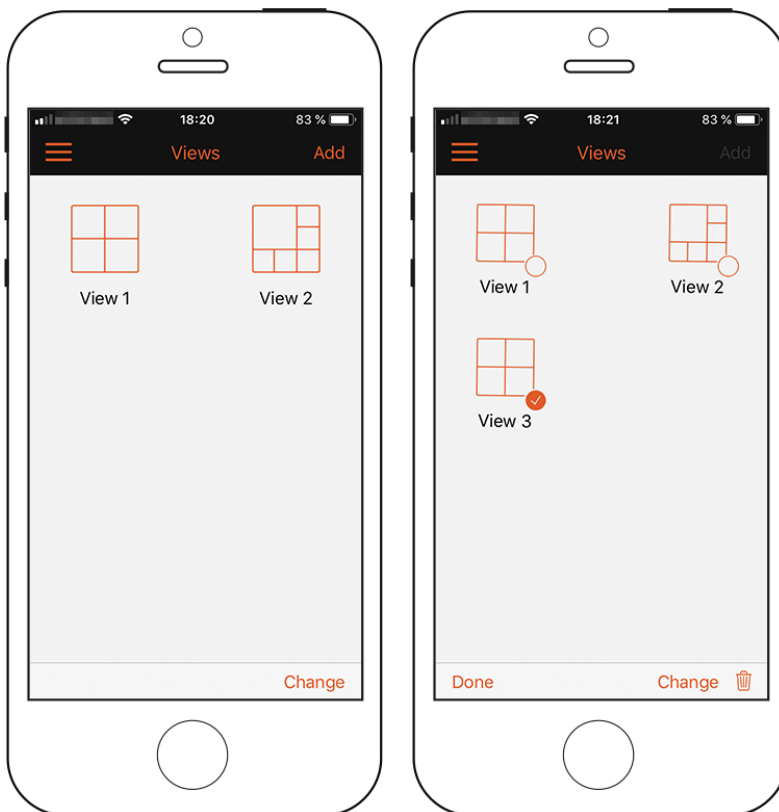 18:20
83 %
Views
Add
View 1
View 2
Change
18:21
83 %
Views
Add
View 1
View 2
View 3
Done
Change